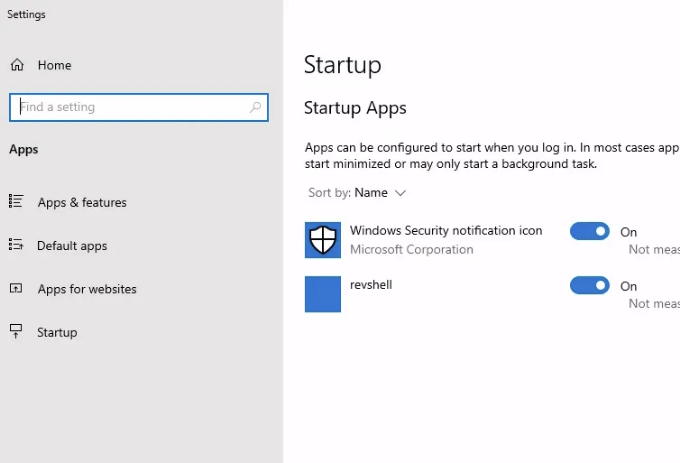 Settings
Home
Find a setting
Apps
Apps & features
Default apps
Apps for websites
Startup
Startup
Startup Apps
Apps can be configured to start when you log in. In most cases app
start minimized or may only start a background task.
Sort by: Name
Windows Security notification icon
On
Microsoft Corporation
Not meas
revshell
On
Not meas